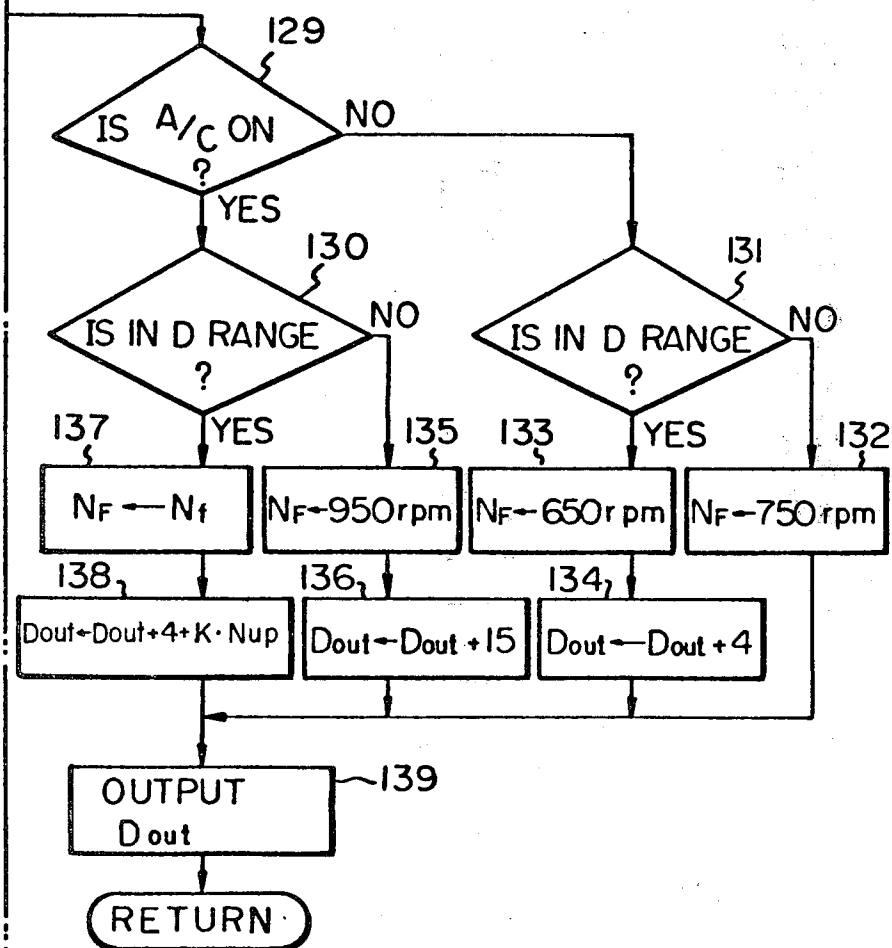 129
IS A/C ON
?
NO
YES
130
131
IS IN D RANGE
?
NO
IS IN D RANGE
?
NO
YES
YES
137
135
133
132
NF ← Nf
NF←950rpm
NF←650rpm
NF←750rpm
138
136
134
Dout←Dout+4+K·Nup
Dout←Dout+15
Dout←Dout+4
139
OUTPUT
Dout
RETURN